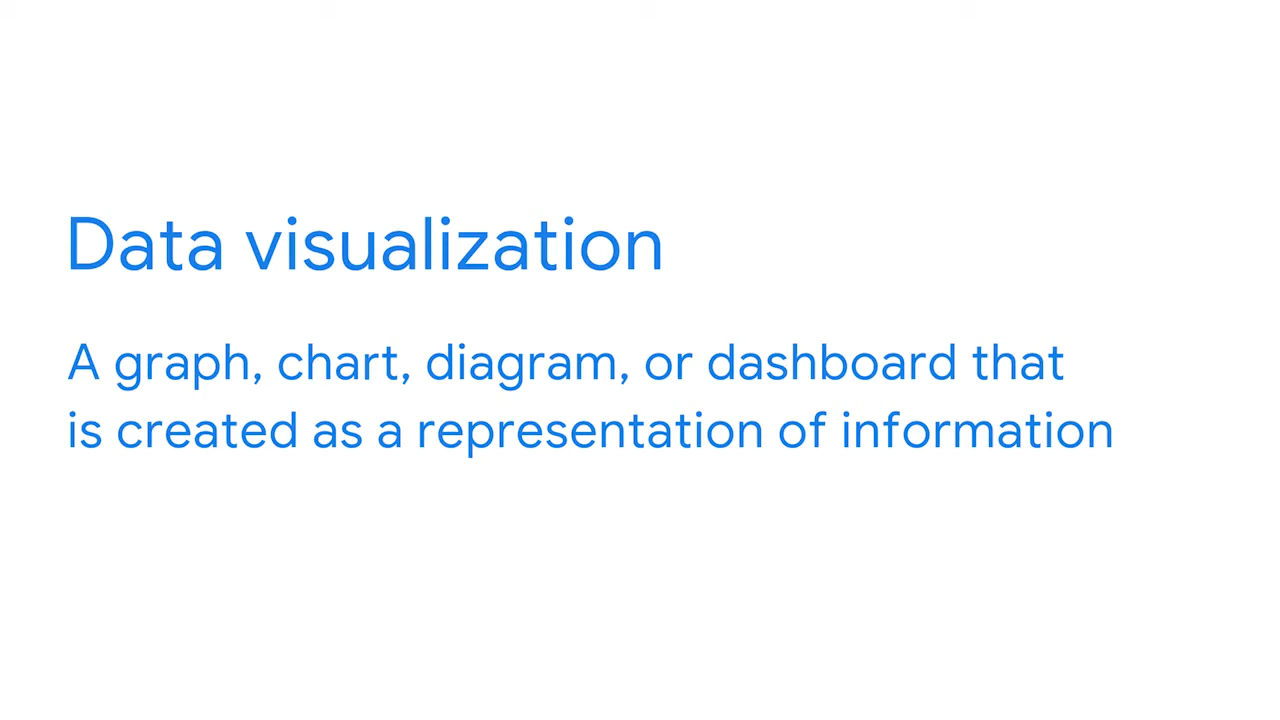 Data visualization
A graph, chart, diagram, or dashboard that
is created as a representation of information